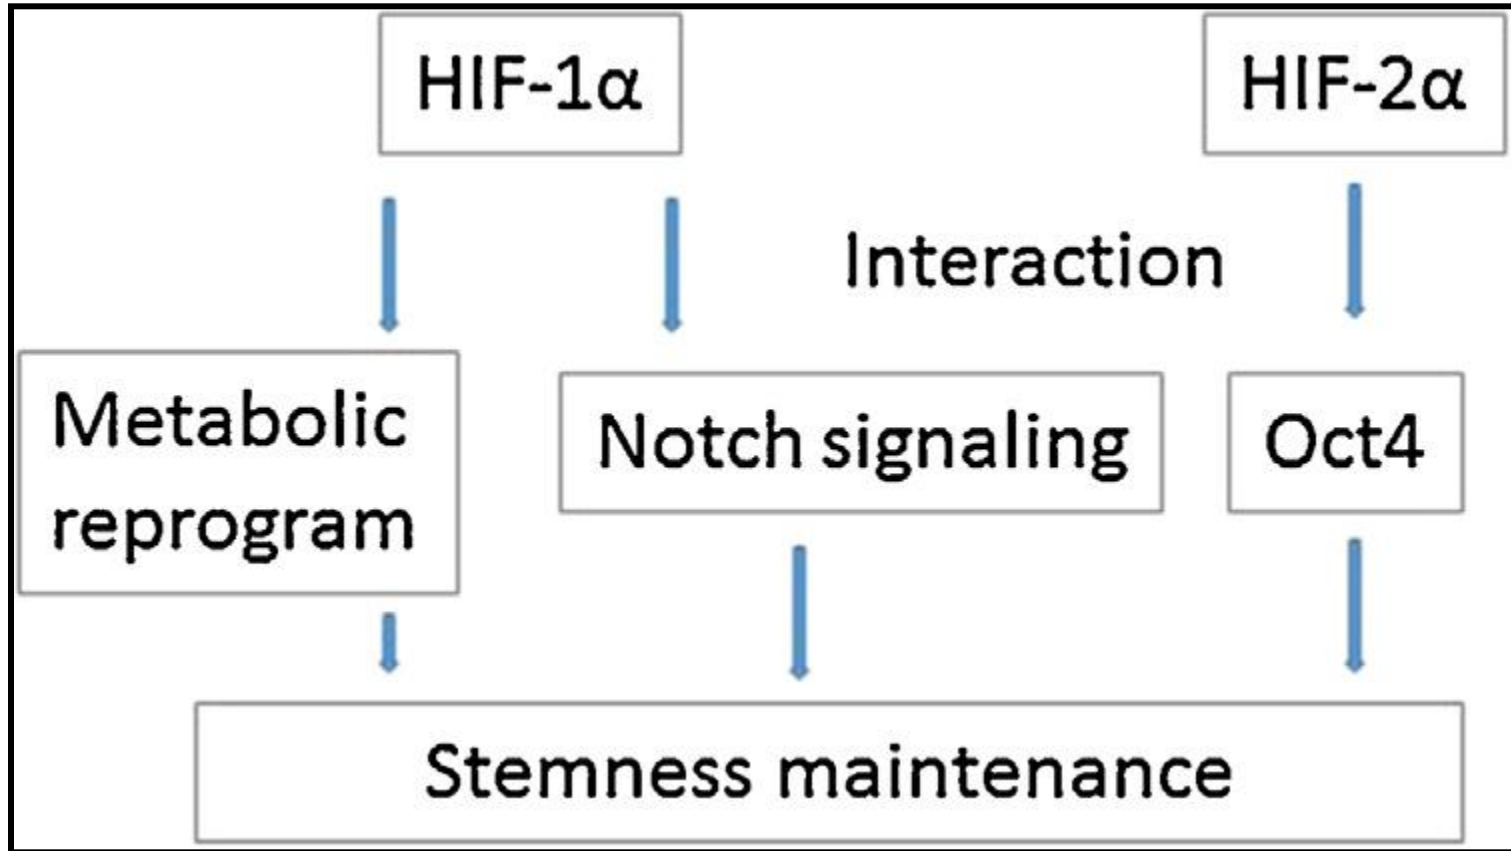 HIF-1α
HIF-2α
Interaction
Metabolic
reprogram
Notch signaling
Oct4
Stemness maintenance